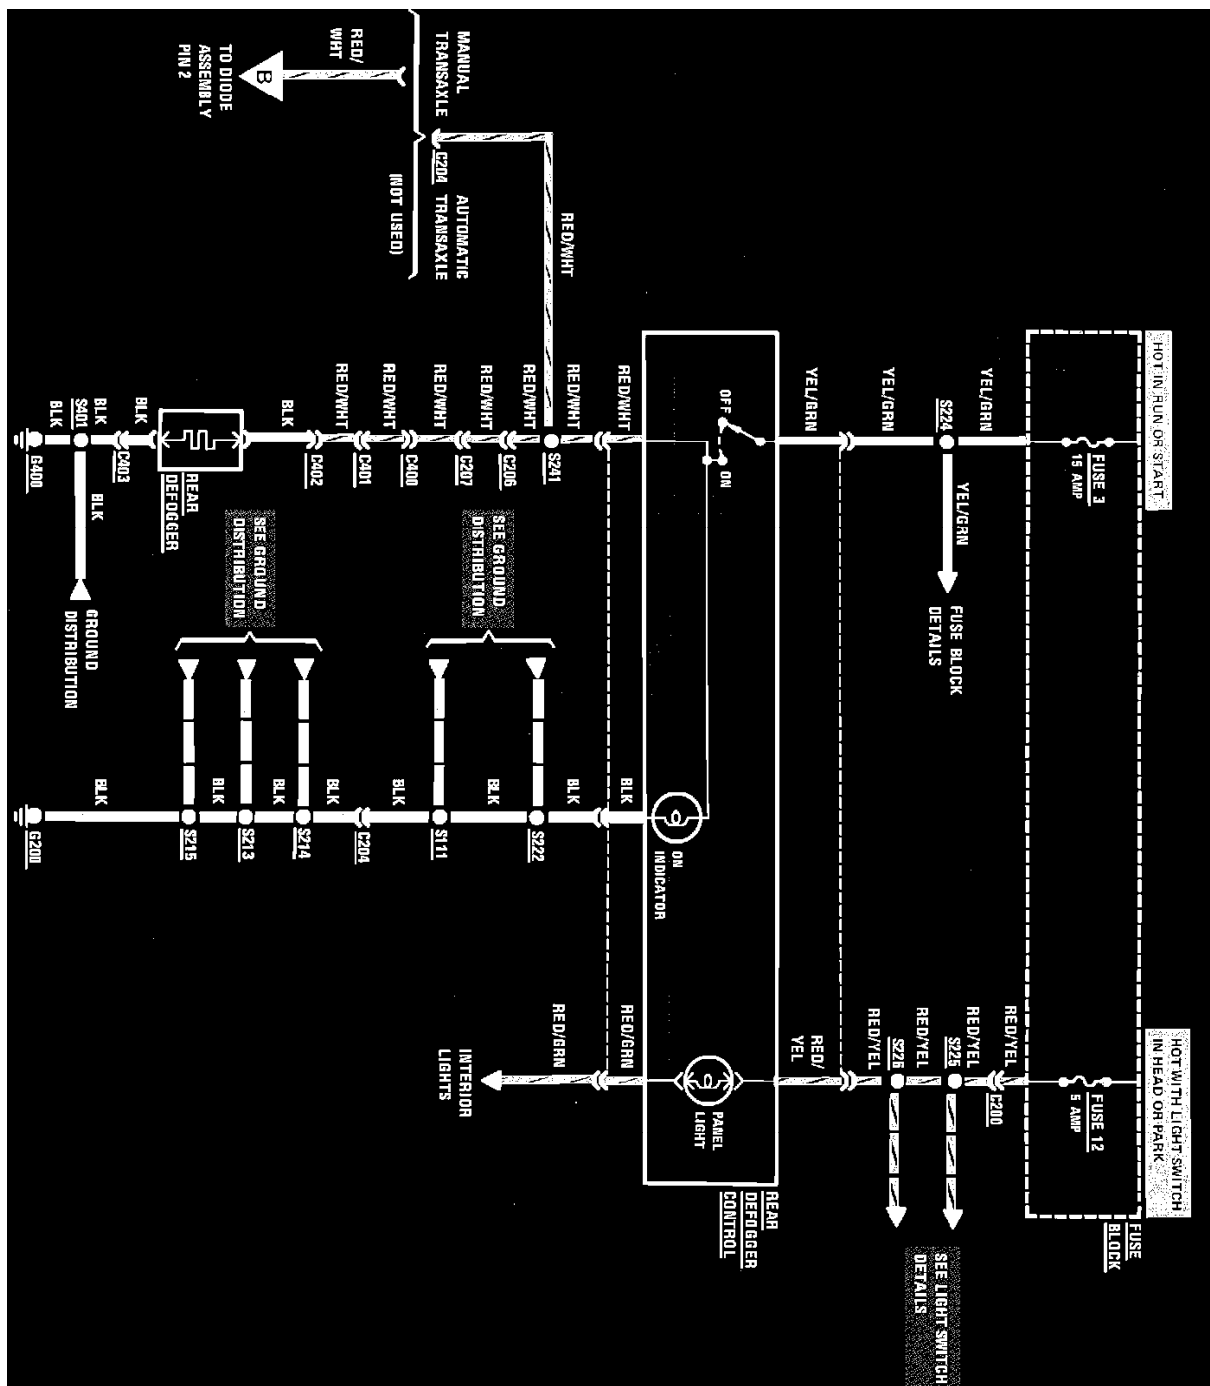 HOT IN RUN OR START
HOT WITH LIGHT SWITCH
IN HEAD OR PARK
FUSE
BLOCK
FUSE 3
15 AMP
FUSE 12
5 AMP
YEL/GRN
S224
YEL/GRN
YEL/GRN
FUSE BLOCK
DETAILS
YEL/GRN
RED/YEL
C200
RED/YEL
S225
RED/YEL
S226
RED/YEL
SEE LIGHT SWITCH
DETAILS
RED/
YEL
REAR
DEFOGGER
CONTROL
OFF
ON
PANEL
LIGHT
ON
INDICATOR
RED/WHT
BLK
RED/GRN
RED/WHT
BLK
RED/GRN
INTERIOR
LIGHTS
S241
RED/WHT
S222
RED/WHT
C206
RED/WHT
C207
SEE GROUND
DISTRIBUTION
BLK
S111
RED/WHT
C400
RED/WHT
C401
RED/WHT
C402
BLK
C204
BLK
S214
BLK
S213
BLK
S215
BLK
G200
SEE GROUND
DISTRIBUTION
BLK
REAR
DEFOGGER
BLK
C403
BLK
S401
BLK
G400
BLK
GROUND
DISTRIBUTION
MANUAL
TRANSAXLE
C204
AUTOMATIC
TRANSAXLE
(NOT USED)
RED/
WHT
B
TO DIODE
ASSEMBLY
PIN 2